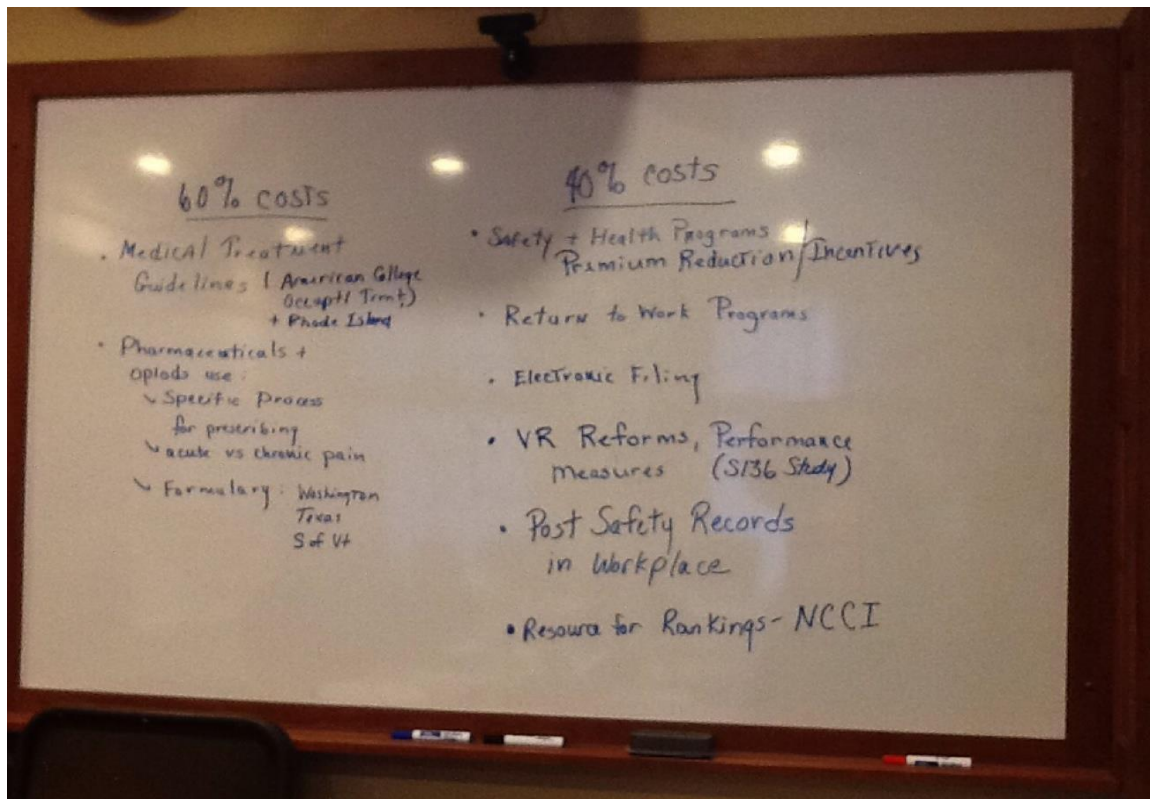 60% costs
• Medical Treatment
Guidelines ( American College
Occupt'l Trmt.)
+ Rhode Island
• Pharmaceuticals +
opiods use :
↘ Specific Process
for prescribing
↘ acute vs chronic pain
↘ Formulary : Washington
Texas
S of Vt
40% costs
• Safety + Health Programs
Premium Reduction / Incentives
• Return to Work Programs
• Electronic Filing
• VR Reforms, Performance
measures (S136 Study)
• Post Safety Records
in Workplace
• Resource for Rankings - NCCI